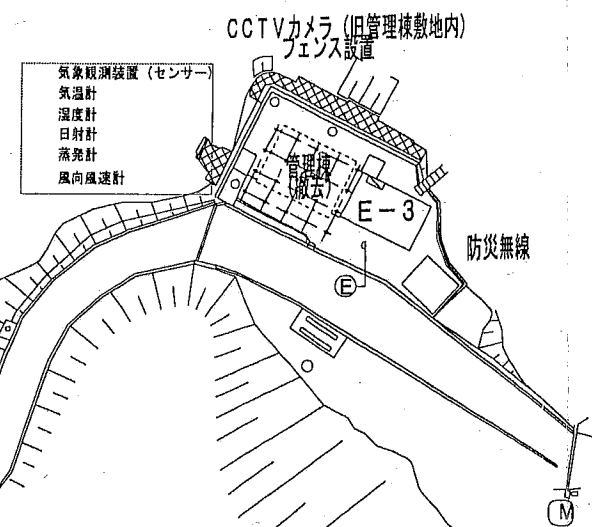 CCTVカメラ（旧管理棟敷地内）
フェンス設置
気象観測装置（センサー）
気温計
湿度計
日射計
蒸発計
風向風速計
管理棟
（撤去）
E－3
防災無線
E
M